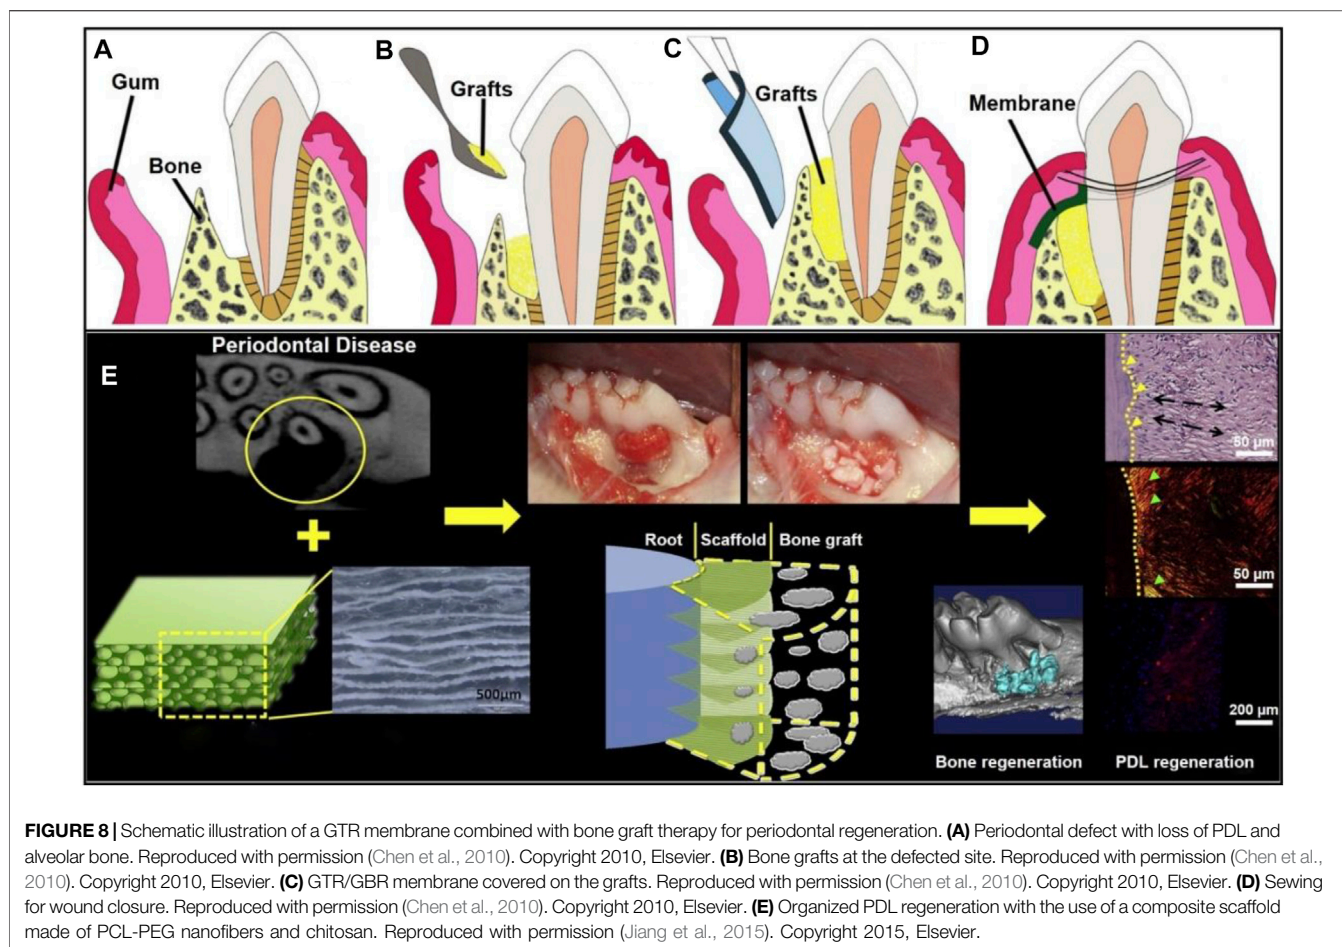 A
B
C
D
Gum
Bone
Grafts
Grafts
Membrane
E
Periodontal Disease
500μm
Root
Scaffold
Bone graft
50 μm
50 μm
200 μm
Bone regeneration
PDL regeneration
FIGURE 8 | Schematic illustration of a GTR membrane combined with bone graft therapy for periodontal regeneration. (A) Periodontal defect with loss of PDL and
alveolar bone. Reproduced with permission (Chen et al., 2010). Copyright 2010, Elsevier. (B) Bone grafts at the defected site. Reproduced with permission (Chen et al.,
2010). Copyright 2010, Elsevier. (C) GTR/GBR membrane covered on the grafts. Reproduced with permission (Chen et al., 2010). Copyright 2010, Elsevier. (D) Sewing
for wound closure. Reproduced with permission (Chen et al., 2010). Copyright 2010, Elsevier. (E) Organized PDL regeneration with the use of a composite scaffold
made of PCL-PEG nanofibers and chitosan. Reproduced with permission (Jiang et al., 2015). Copyright 2015, Elsevier.